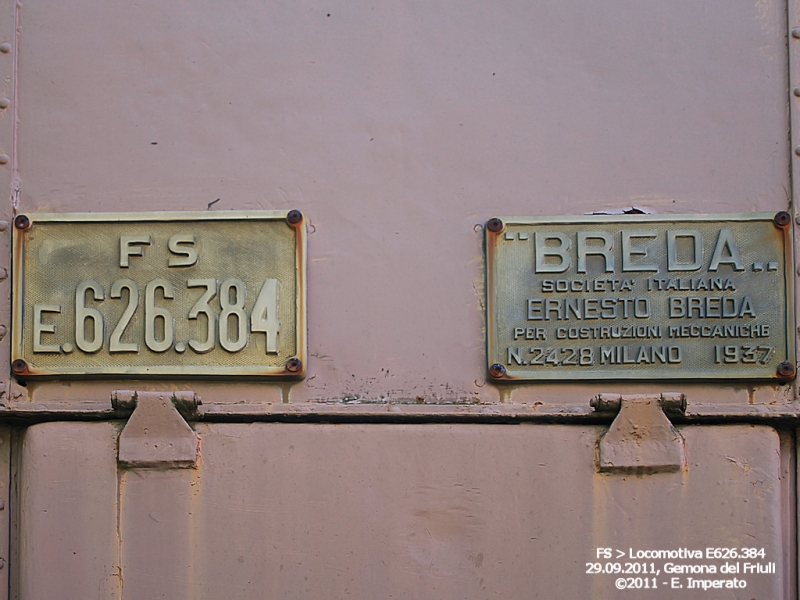 FS
E.626.384
"BREDA„
SOCIETA' ITALIANA
ERNESTO BREDA
PER COSTRUZIONI MECCANICHE
N.2428 MILANO 1937
FS > Locomotiva E626.384
29.09.2011, Gemona del Friuli
©2011 - E. Imperato